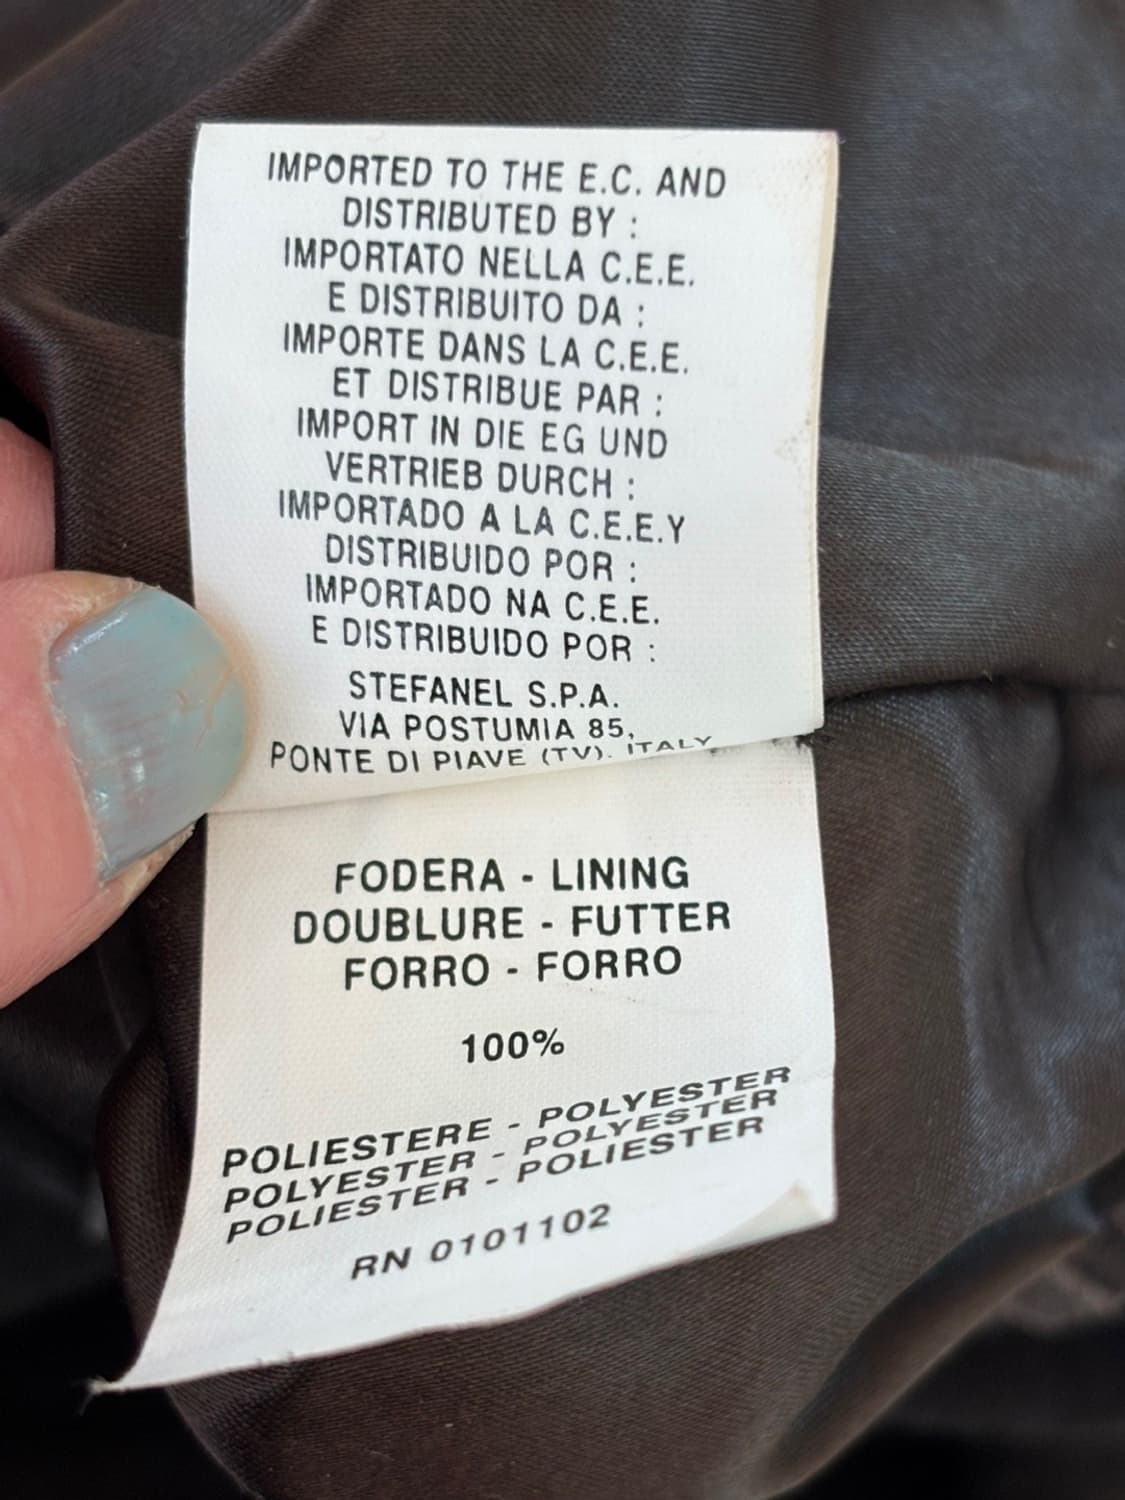 IMPORTED TO THE E.C. AND
DISTRIBUTED BY :
IMPORTATO NELLA C.E.E.
E DISTRIBUITO DA :
IMPORTE DANS LA C.E.E.
ET DISTRIBUE PAR :
IMPORT IN DIE EG UND
VERTRIEB DURCH :
IMPORTADO A LA C.E.E.Y
DISTRIBUIDO POR :
IMPORTADO NA C.E.E.
E DISTRIBUIDO POR :
STEFANEL S.P.A.
VIA POSTUMIA 85,
PONTE DI PIAVE (TV). ITALY
FODERA - LINING
DOUBLURE - FUTTER
FORRO - FORRO
100%
POLIESTERE - POLYESTER
POLYESTER - POLYESTER
POLIESTER - POLIESTER
RN 0101102